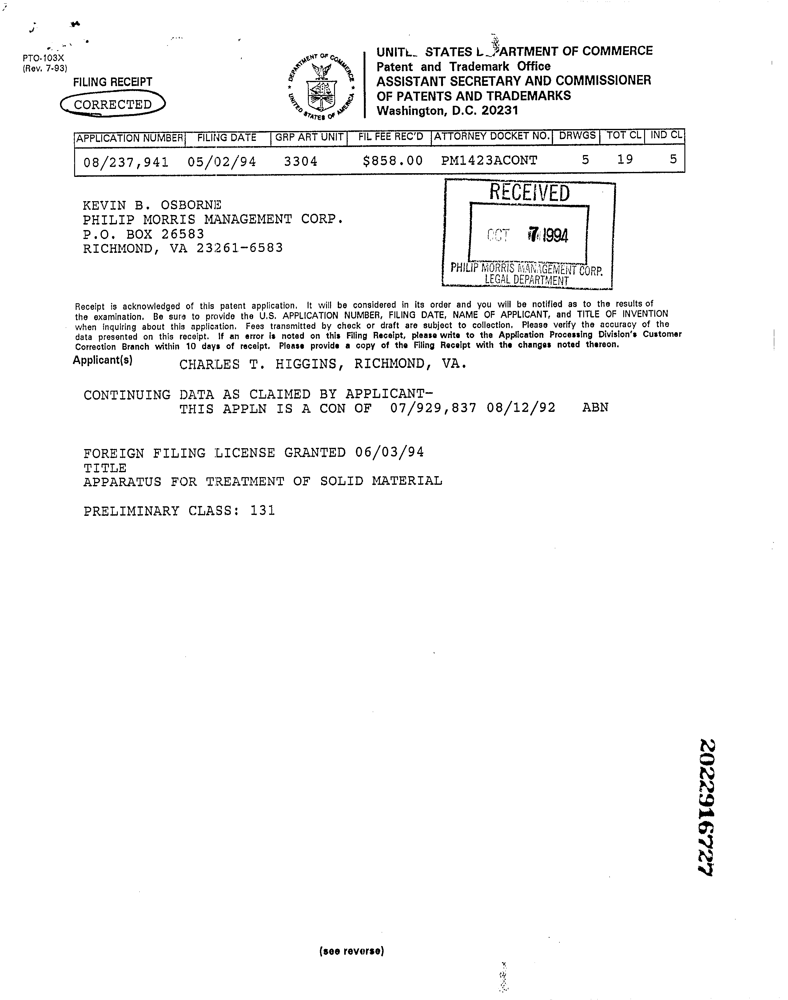 PTO-103X
(Rev. 7-93)
FILING RECEIPT
CORRECTED
DEPARTMENT OF COMMERCE
UNITED STATES OF AMERICA
STATES
ARTMENT OF COMMERCE
Patent and Trademark Office
ASSISTANT SECRETARY AND COMMISSIONER
OF PATENTS AND TRADEMARKS
Washington, D.C. 20231
APPLICATION NUMBER FILING DATE GRP ART UNIT FIL FEE REC'D ATTORNEY DOCKET NO. DRWGS TOT CL IND CL
08/237,941 05/02/94 3304 $858.00 PM1423ACONT 5 19 5
KEVIN B. OSBORNE
PHILIP MORRIS MANAGEMENT CORP.
P.O. BOX 26583
RICHMOND, VA 23261-6583
RECEIVED
OCT 7 1994
PHILIP MORRIS MANAGEMENT CORP.
LEGAL DEPARTMENT
Receipt is acknowledged of this patent application. It will be considered in its order and you will be notified as to the results of
the examination. Be sure to provide the U.S. APPLICATION NUMBER, FILING DATE, NAME OF APPLICANT, and TITLE OF INVENTION
when inquiring about this application. Fees transmitted by check or draft are subject to collection. Please verify the accuracy of the
data presented on this receipt. If an error is noted on this Filing Receipt, please write to the Application Processing Division's Customer
Correction Branch within 10 days of receipt. Please provide a copy of the Filing Receipt with the changes noted thereon.
Applicant(s) CHARLES T. HIGGINS, RICHMOND, VA.
CONTINUING DATA AS CLAIMED BY APPLICANT-
THIS APPLN IS A CON OF 07/929,837 08/12/92 ABN
FOREIGN FILING LICENSE GRANTED 06/03/94
TITLE
APPARATUS FOR TREATMENT OF SOLID MATERIAL
PRELIMINARY CLASS: 131
2022916727
(see reverse)